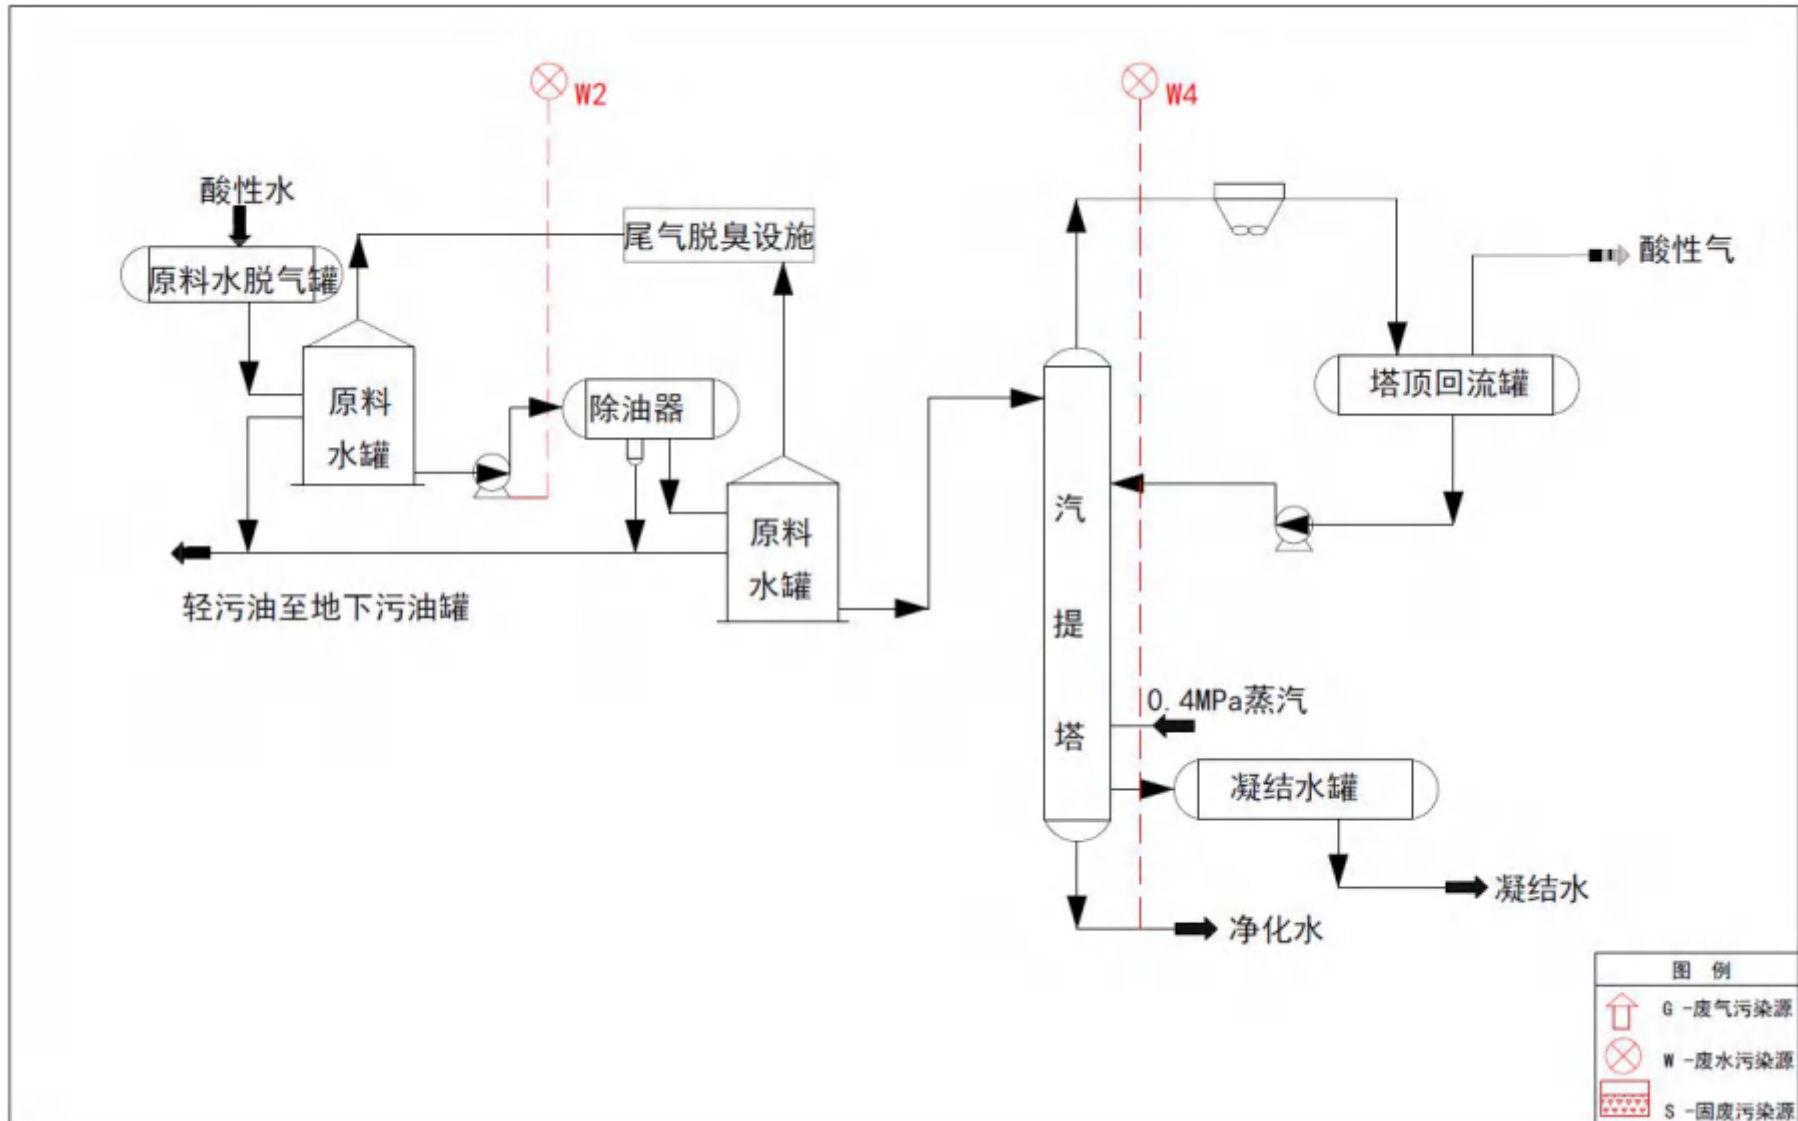 W2
W4
酸性水
尾气脱臭设施
酸性气
原料水脱气罐
塔顶回流罐
原料
水罐
除油器
汽
提
塔
原料
水罐
轻污油至地下污油罐
0.4MPa蒸汽
凝结水罐
凝结水
净化水
图 例
G -废气污染源
W -废水污染源
S -固废污染源